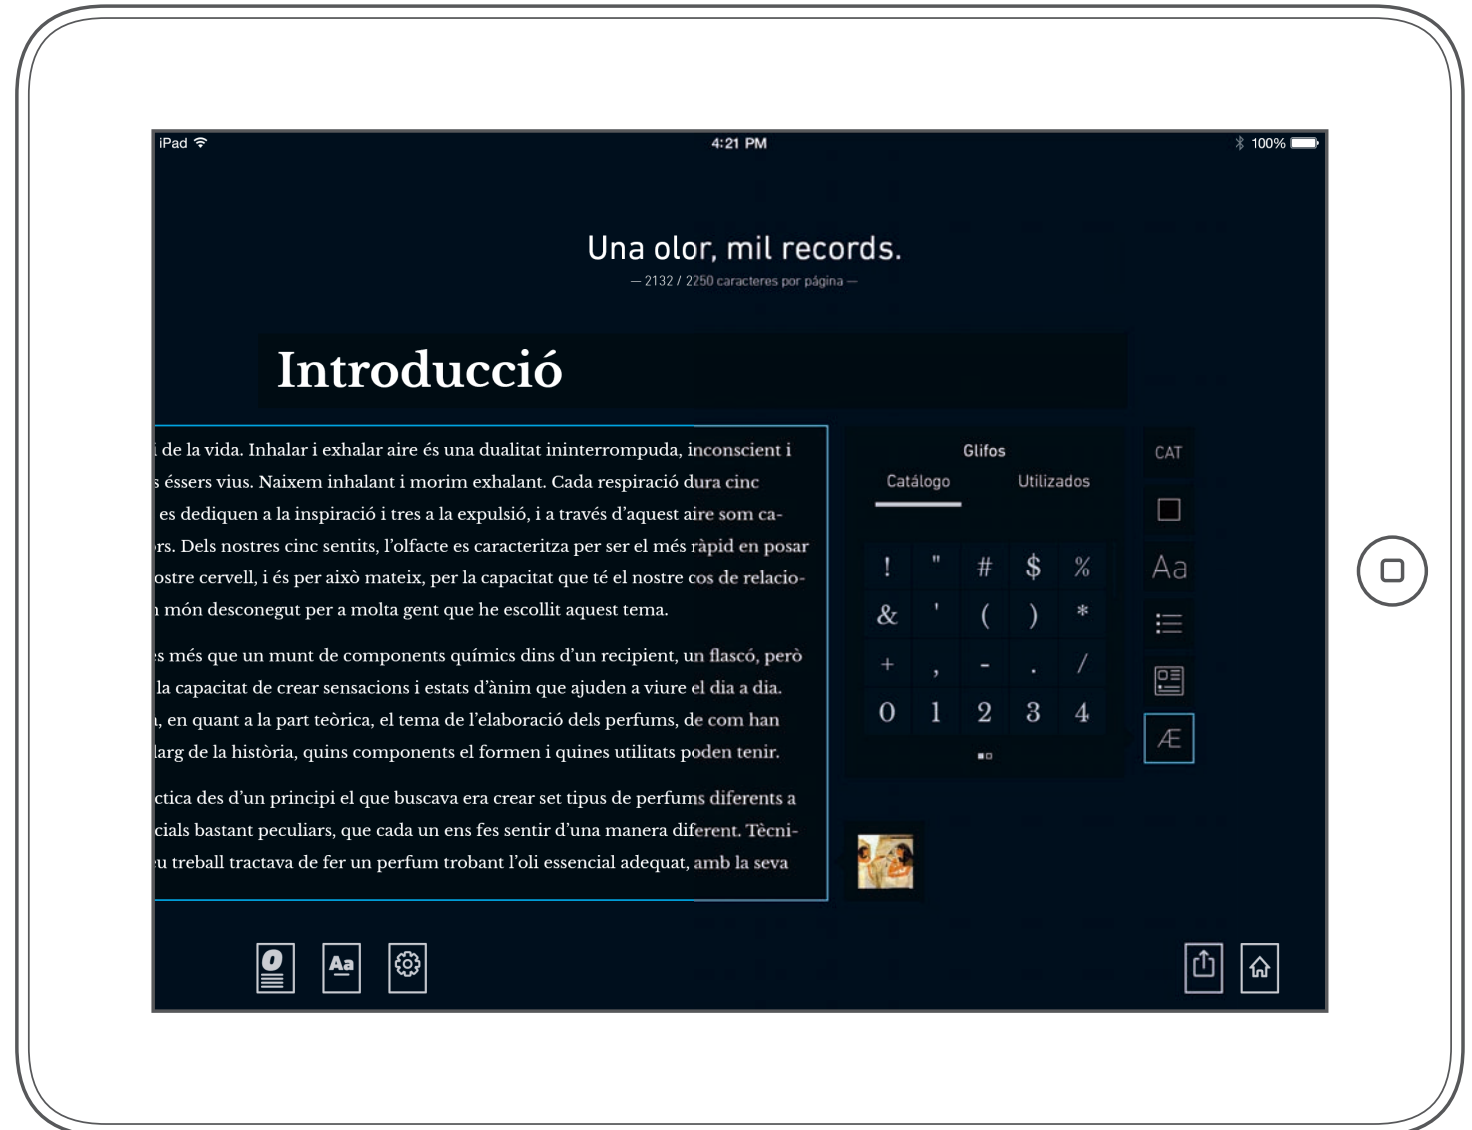 iPad
4:21 PM
100%
Una olor, mil records.
— 2132 / 2250 caracteres por página —
Introducció
i de la vida. Inhalar i exhalar aire és una dualitat ininterrompuda, inconscient i
s éssers vius. Naixem inhalant i morim exhalant. Cada respiració dura cinc
es dediquen a la inspiració i tres a la expulsió, i a través d’aquest aire som ca-
rs. Dels nostres cinc sentits, l’olfacte es caracteritza per ser el més ràpid en posar
ostre cervell, i és per això mateix, per la capacitat que té el nostre cos de relacio-
món desconegut per a molta gent que he escollit aquest tema.
s més que un munt de components químics dins d’un recipient, un flascó, però
la capacitat de crear sensacions i estats d’ànim que ajuden a viure el dia a dia.
, en quant a la part teòrica, el tema de l’elaboració dels perfums, de com han
larg de la història, quins components el formen i quines utilitats poden tenir.
ctica des d’un principi el que buscava era crear set tipus de perfums diferents a
cials bastant peculiars, que cada un ens fes sentir d’una manera diferent. Tècni-
u treball tractava de fer un perfum trobant l’oli essencial adequat, amb la seva
Glifos
Catálogo Utilizados
! " # $ %
& ' ( ) *
+ , - . /
0 1 2 3 4
CAT
Aa
Æ
O
Aa